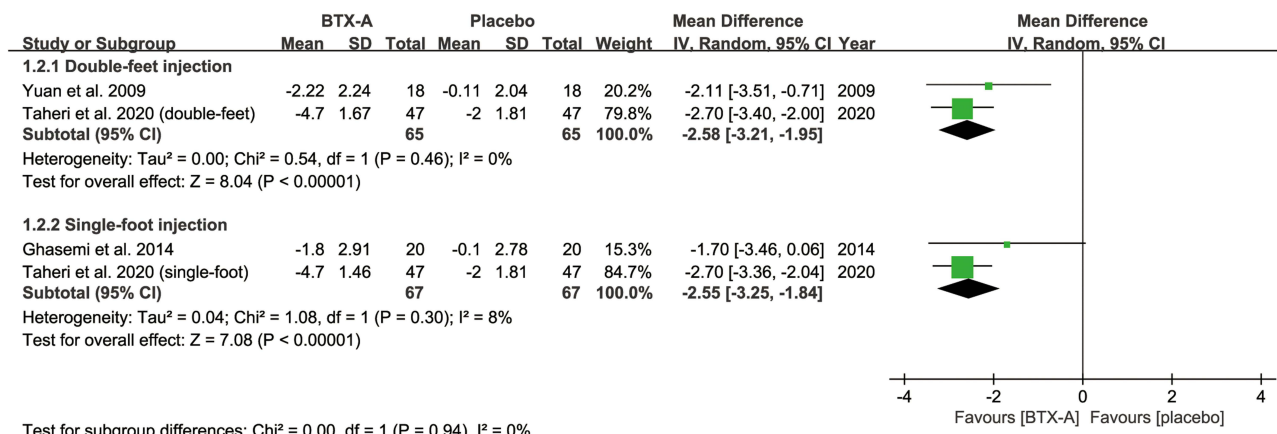 BTX-A Placebo Mean Difference Mean Difference
Study or Subgroup Mean SD Total Mean SD Total Weight IV, Random, 95% CI Year IV, Random, 95% CI
1.2.1 Double-feet injection
Yuan et al. 2009 -2.22 2.24 18 -0.11 2.04 18 20.2% -2.11 [-3.51, -0.71] 2009
Taheri et al. 2020 (double-feet) -4.7 1.67 47 -2 1.81 47 79.8% -2.70 [-3.40, -2.00] 2020
Subtotal (95% CI) 65 65 100.0% -2.58 [-3.21, -1.95]
Heterogeneity: Tau² = 0.00; Chi² = 0.54, df = 1 (P = 0.46); I² = 0%
Test for overall effect: Z = 8.04 (P < 0.00001)
1.2.2 Single-foot injection
Ghasemi et al. 2014 -1.8 2.91 20 -0.1 2.78 20 15.3% -1.70 [-3.46, 0.06] 2014
Taheri et al. 2020 (single-foot) -4.7 1.46 47 -2 1.81 47 84.7% -2.70 [-3.36, -2.04] 2020
Subtotal (95% CI) 67 67 100.0% -2.55 [-3.25, -1.84]
Heterogeneity: Tau² = 0.04; Chi² = 1.08, df = 1 (P = 0.30); I² = 8%
Test for overall effect: Z = 7.08 (P < 0.00001)
-4 -2 0 2 4
Favours [BTX-A] Favours [placebo]
Test for subgroup differences: Chi² = 0.00, df = 1 (P = 0.94), I² = 0%